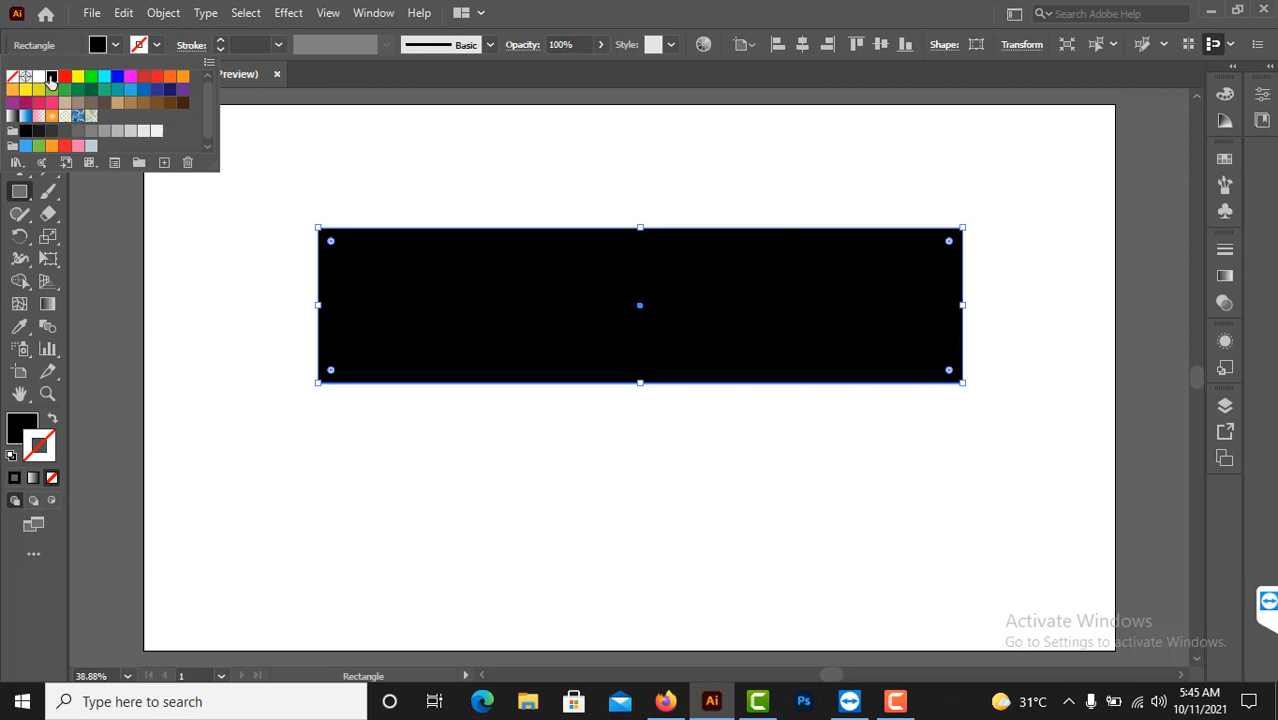 Ai File Edit Object Type Select Effect View Window Help Search Adobe Help
Rectangle Stroke: Basic Opacity: 100% Style: Shape: Transform
Preview)
Activate Windows
Go to Settings to activate Windows.
38.88% 1 Rectangle
Type here to search Ai Ps 31°C 5:45 AM
10/11/2021